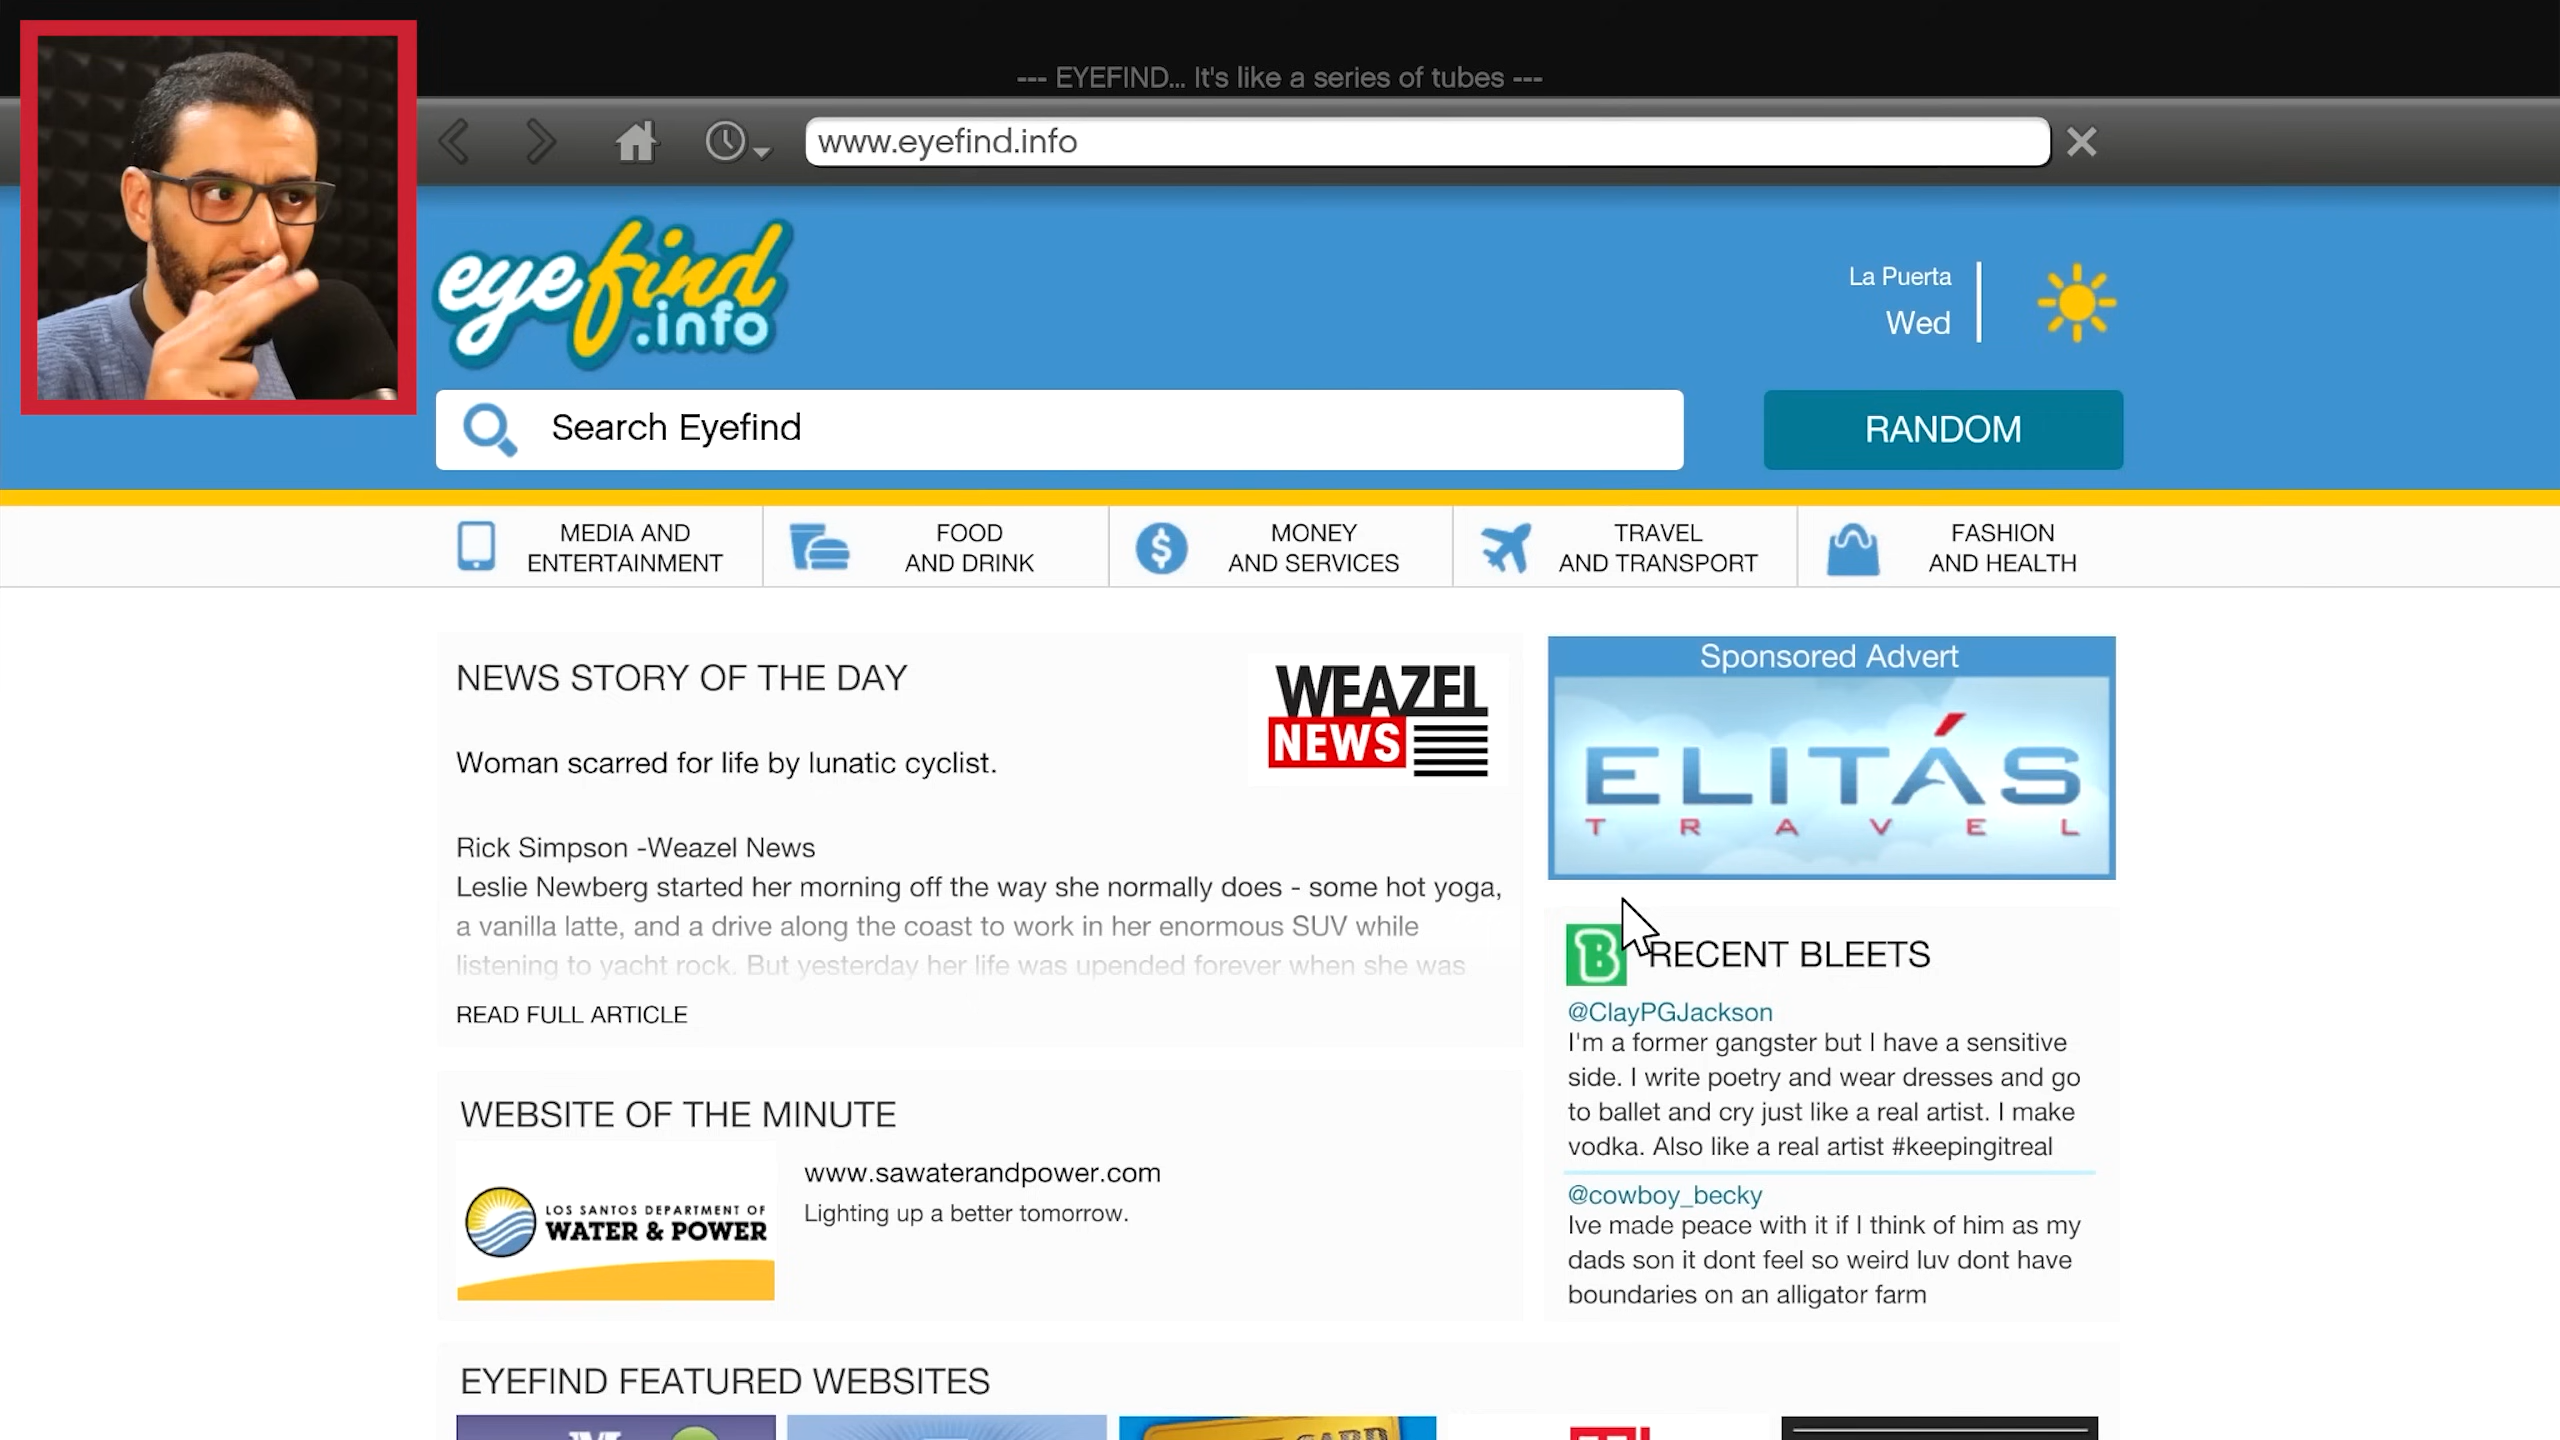 --- EYEFIND... It's like a series of tubes ---
www.eyefind.info
eyefind
.info
La Puerta
Wed
Search Eyefind
RANDOM
MEDIA AND
ENTERTAINMENT
FOOD
AND DRINK
MONEY
AND SERVICES
TRAVEL
AND TRANSPORT
FASHION
AND HEALTH
NEWS STORY OF THE DAY
WEAZEL
NEWS
Woman scarred for life by lunatic cyclist.
Rick Simpson -Weazel News
Leslie Newberg started her morning off the way she normally does - some hot yoga,
a vanilla latte, and a drive along the coast to work in her enormous SUV while
listening to yacht rock. But yesterday her life was upended forever when she was
READ FULL ARTICLE
Sponsored Advert
ELITÁS
TRAVEL
B
RECENT BLEETS
@ClayPGJackson
I'm a former gangster but I have a sensitive
side. I write poetry and wear dresses and go
to ballet and cry just like a real artist. I make
vodka. Also like a real artist #keepingitreal
@cowboy_becky
Ive made peace with it if I think of him as my
dads son it dont feel so weird luv dont have
boundaries on an alligator farm
WEBSITE OF THE MINUTE
LOS SANTOS DEPARTMENT OF
WATER & POWER
www.sawaterandpower.com
Lighting up a better tomorrow.
EYEFIND FEATURED WEBSITES